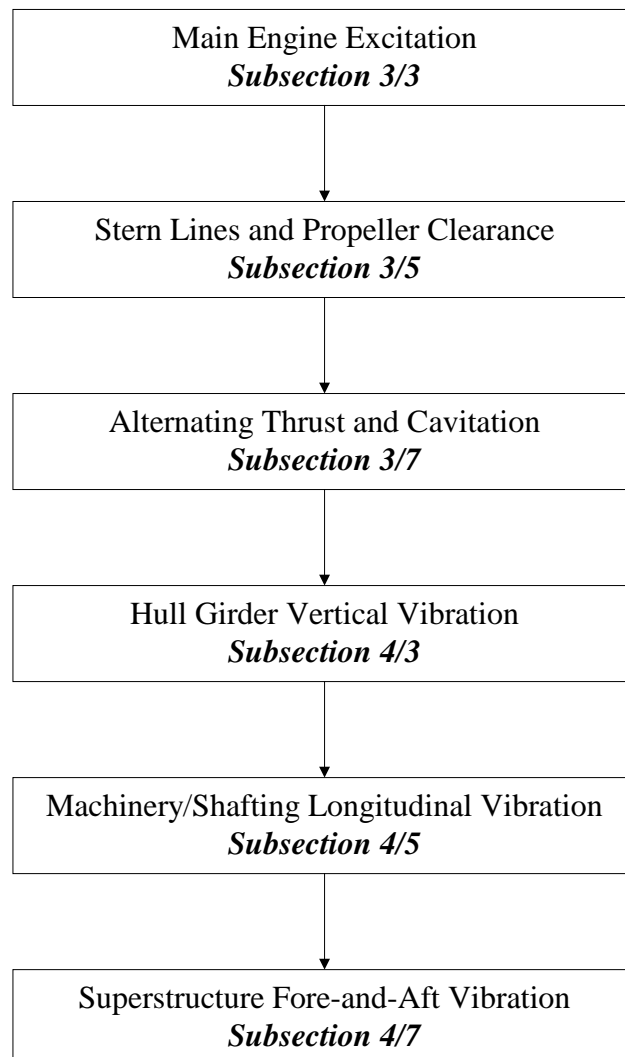 Main Engine Excitation
Subsection 3/3
Stern Lines and Propeller Clearance
Subsection 3/5
Alternating Thrust and Cavitation
Subsection 3/7
Hull Girder Vertical Vibration
Subsection 4/3
Machinery/Shafting Longitudinal Vibration
Subsection 4/5
Superstructure Fore-and-Aft Vibration
Subsection 4/7